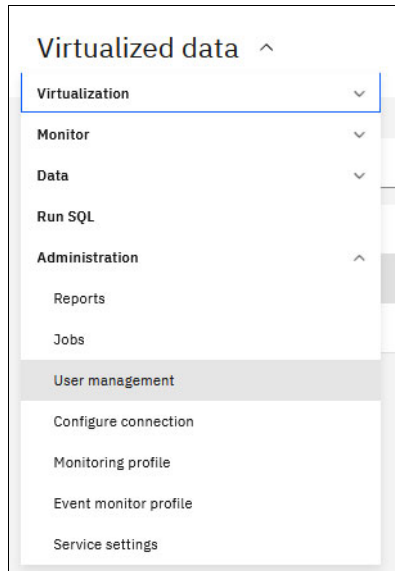 Virtualized data
Virtualization
Monitor
Data
Run SQL
Administration
Reports
Jobs
User management
Configure connection
Monitoring profile
Event monitor profile
Service settings